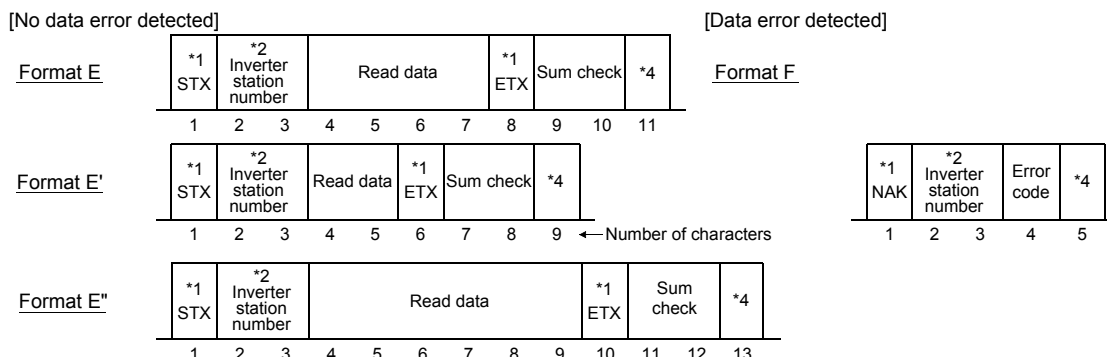 [No data error detected] [Data error detected]
Format E
*1
STX
*2
Inverter
station
number
Read data
*1
ETX
Sum check
*4
Format F
1 2 3 4 5 6 7 8 9 10 11
Format E'
*1
STX
*2
Inverter
station
number
Read data
*1
ETX
Sum check
*4
*1
NAK
*2
Inverter
station
number
Error
code
*4
1 2 3 4 5 6 7 8 9 ←Number of characters
1 2 3 4 5
Format E"
*1
STX
*2
Inverter
station
number
Read data
*1
ETX
Sum
check
*4
1 2 3 4 5 6 7 8 9 10 11 12 13